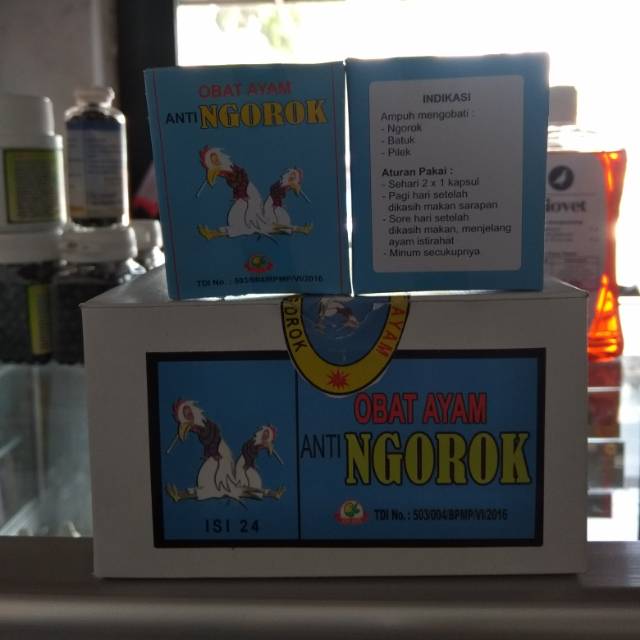 OBAT AYAM
ANTI NGOROK
TDI No. : 503/004/BPMP/VI/2016
INDIKASI
Ampuh mengobati :
- Ngorok
- Batuk
- Pilek
Aturan Pakai :
- Sehari 2 x 1 kapsul
- Pagi hari setelah
dikasih makan sarapan
- Sore hari setelah
dikasih makan, menjelang
ayam istirahat
- Minum secukupnya.
NGOROK
AYAM
OBAT AYAM
ANTI NGOROK
ISI 24
TDI No. : 503/004/BPMP/VI/2016